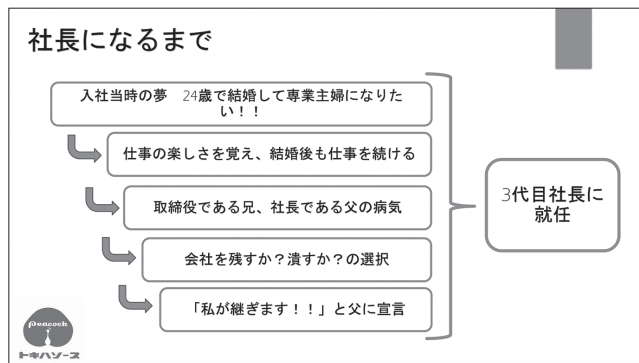 社長になるまで
入社当時の夢　24歳で結婚して専業主婦になりた
い！！
仕事の楽しさを覚え、結婚後も仕事を続ける
取締役である兄、社長である父の病気
会社を残すか？潰すか？の選択
「私が継ぎます！！」と父に宣言
3代目社長に
就任
Peacock
トキハソース